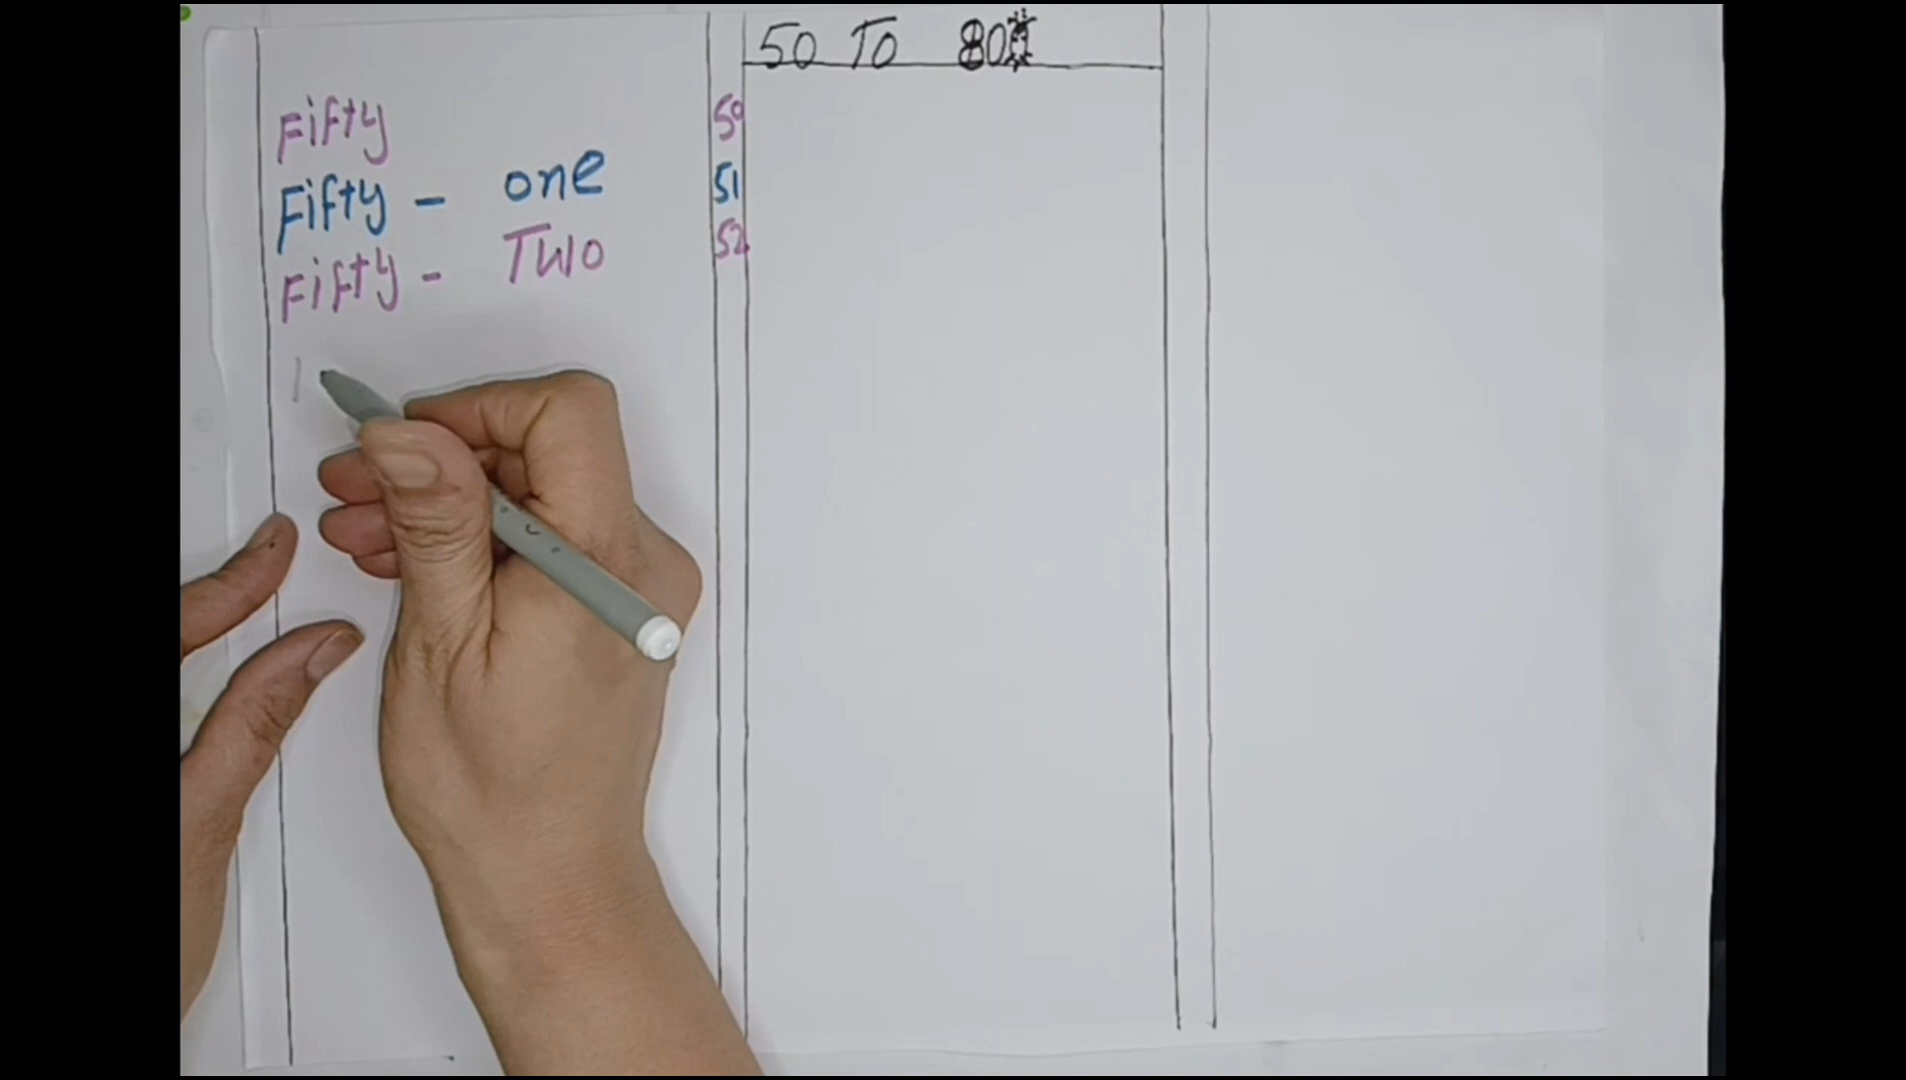 50 To 80
Fifty 50
Fifty - one 51
Fifty - Two 52